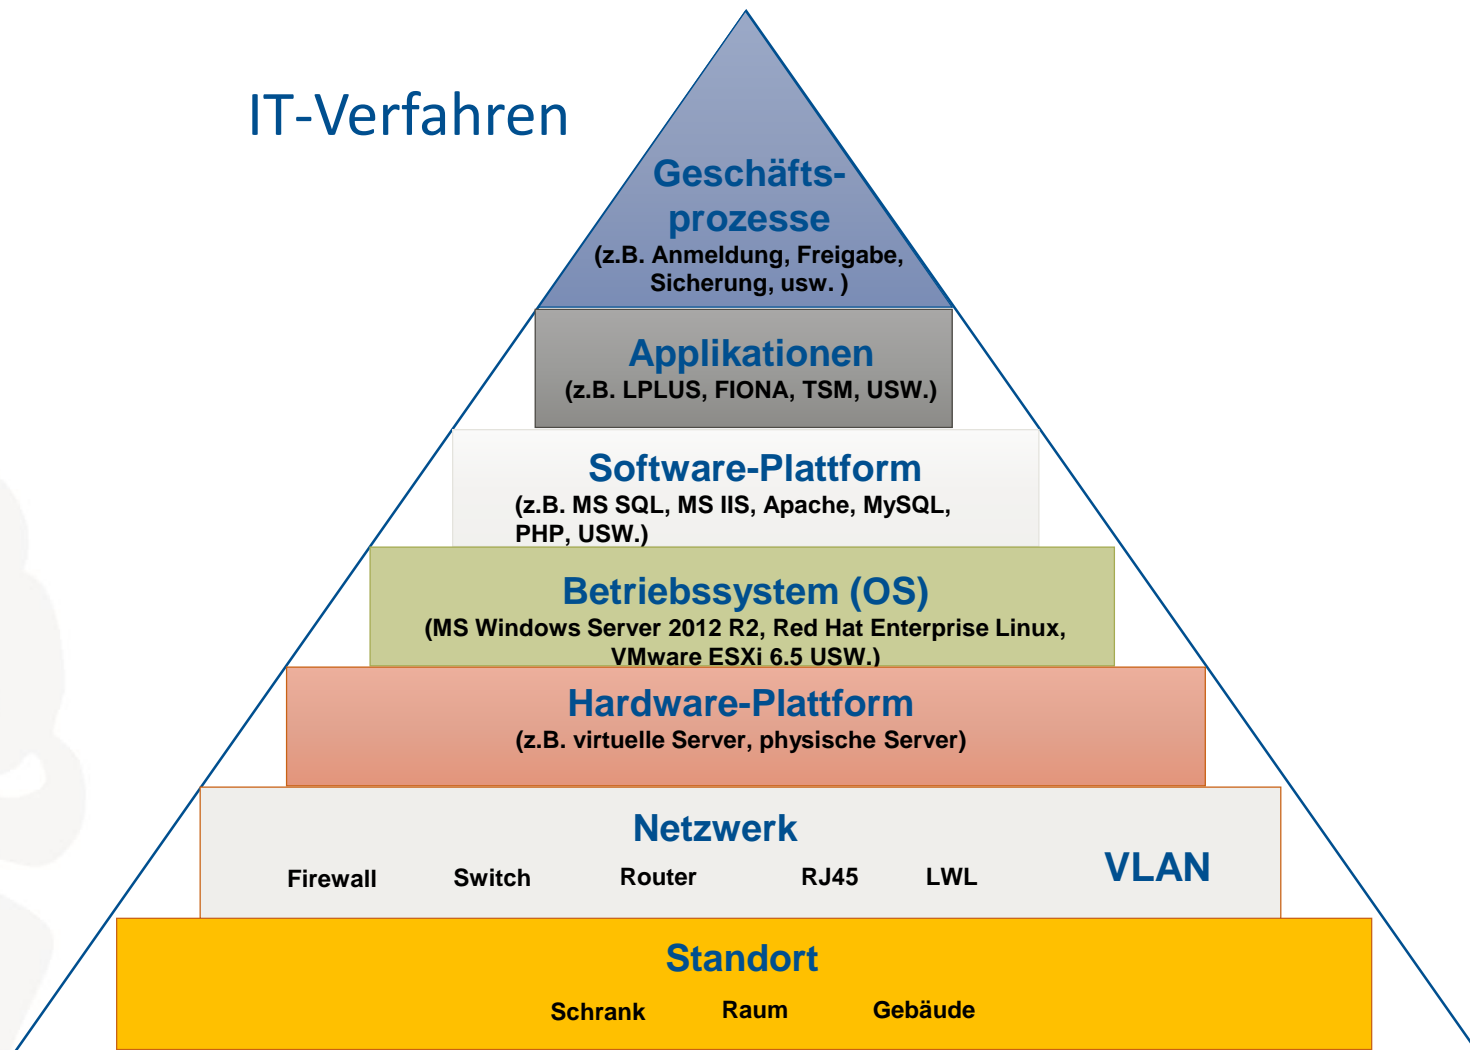 IT-Verfahren
Geschäfts-
prozesse
(z.B. Anmeldung, Freigabe,
Sicherung, usw. )
Applikationen
(z.B. LPLUS, FIONA, TSM, USW.)
Software-Plattform
(z.B. MS SQL, MS IIS, Apache, MySQL,
PHP, USW.)
Betriebssystem (OS)
(MS Windows Server 2012 R2, Red Hat Enterprise Linux,
VMware ESXi 6.5 USW.)
Hardware-Plattform
(z.B. virtuelle Server, physische Server)
Netzwerk
Firewall Switch Router RJ45 LWL VLAN
Standort
Schrank Raum Gebäude